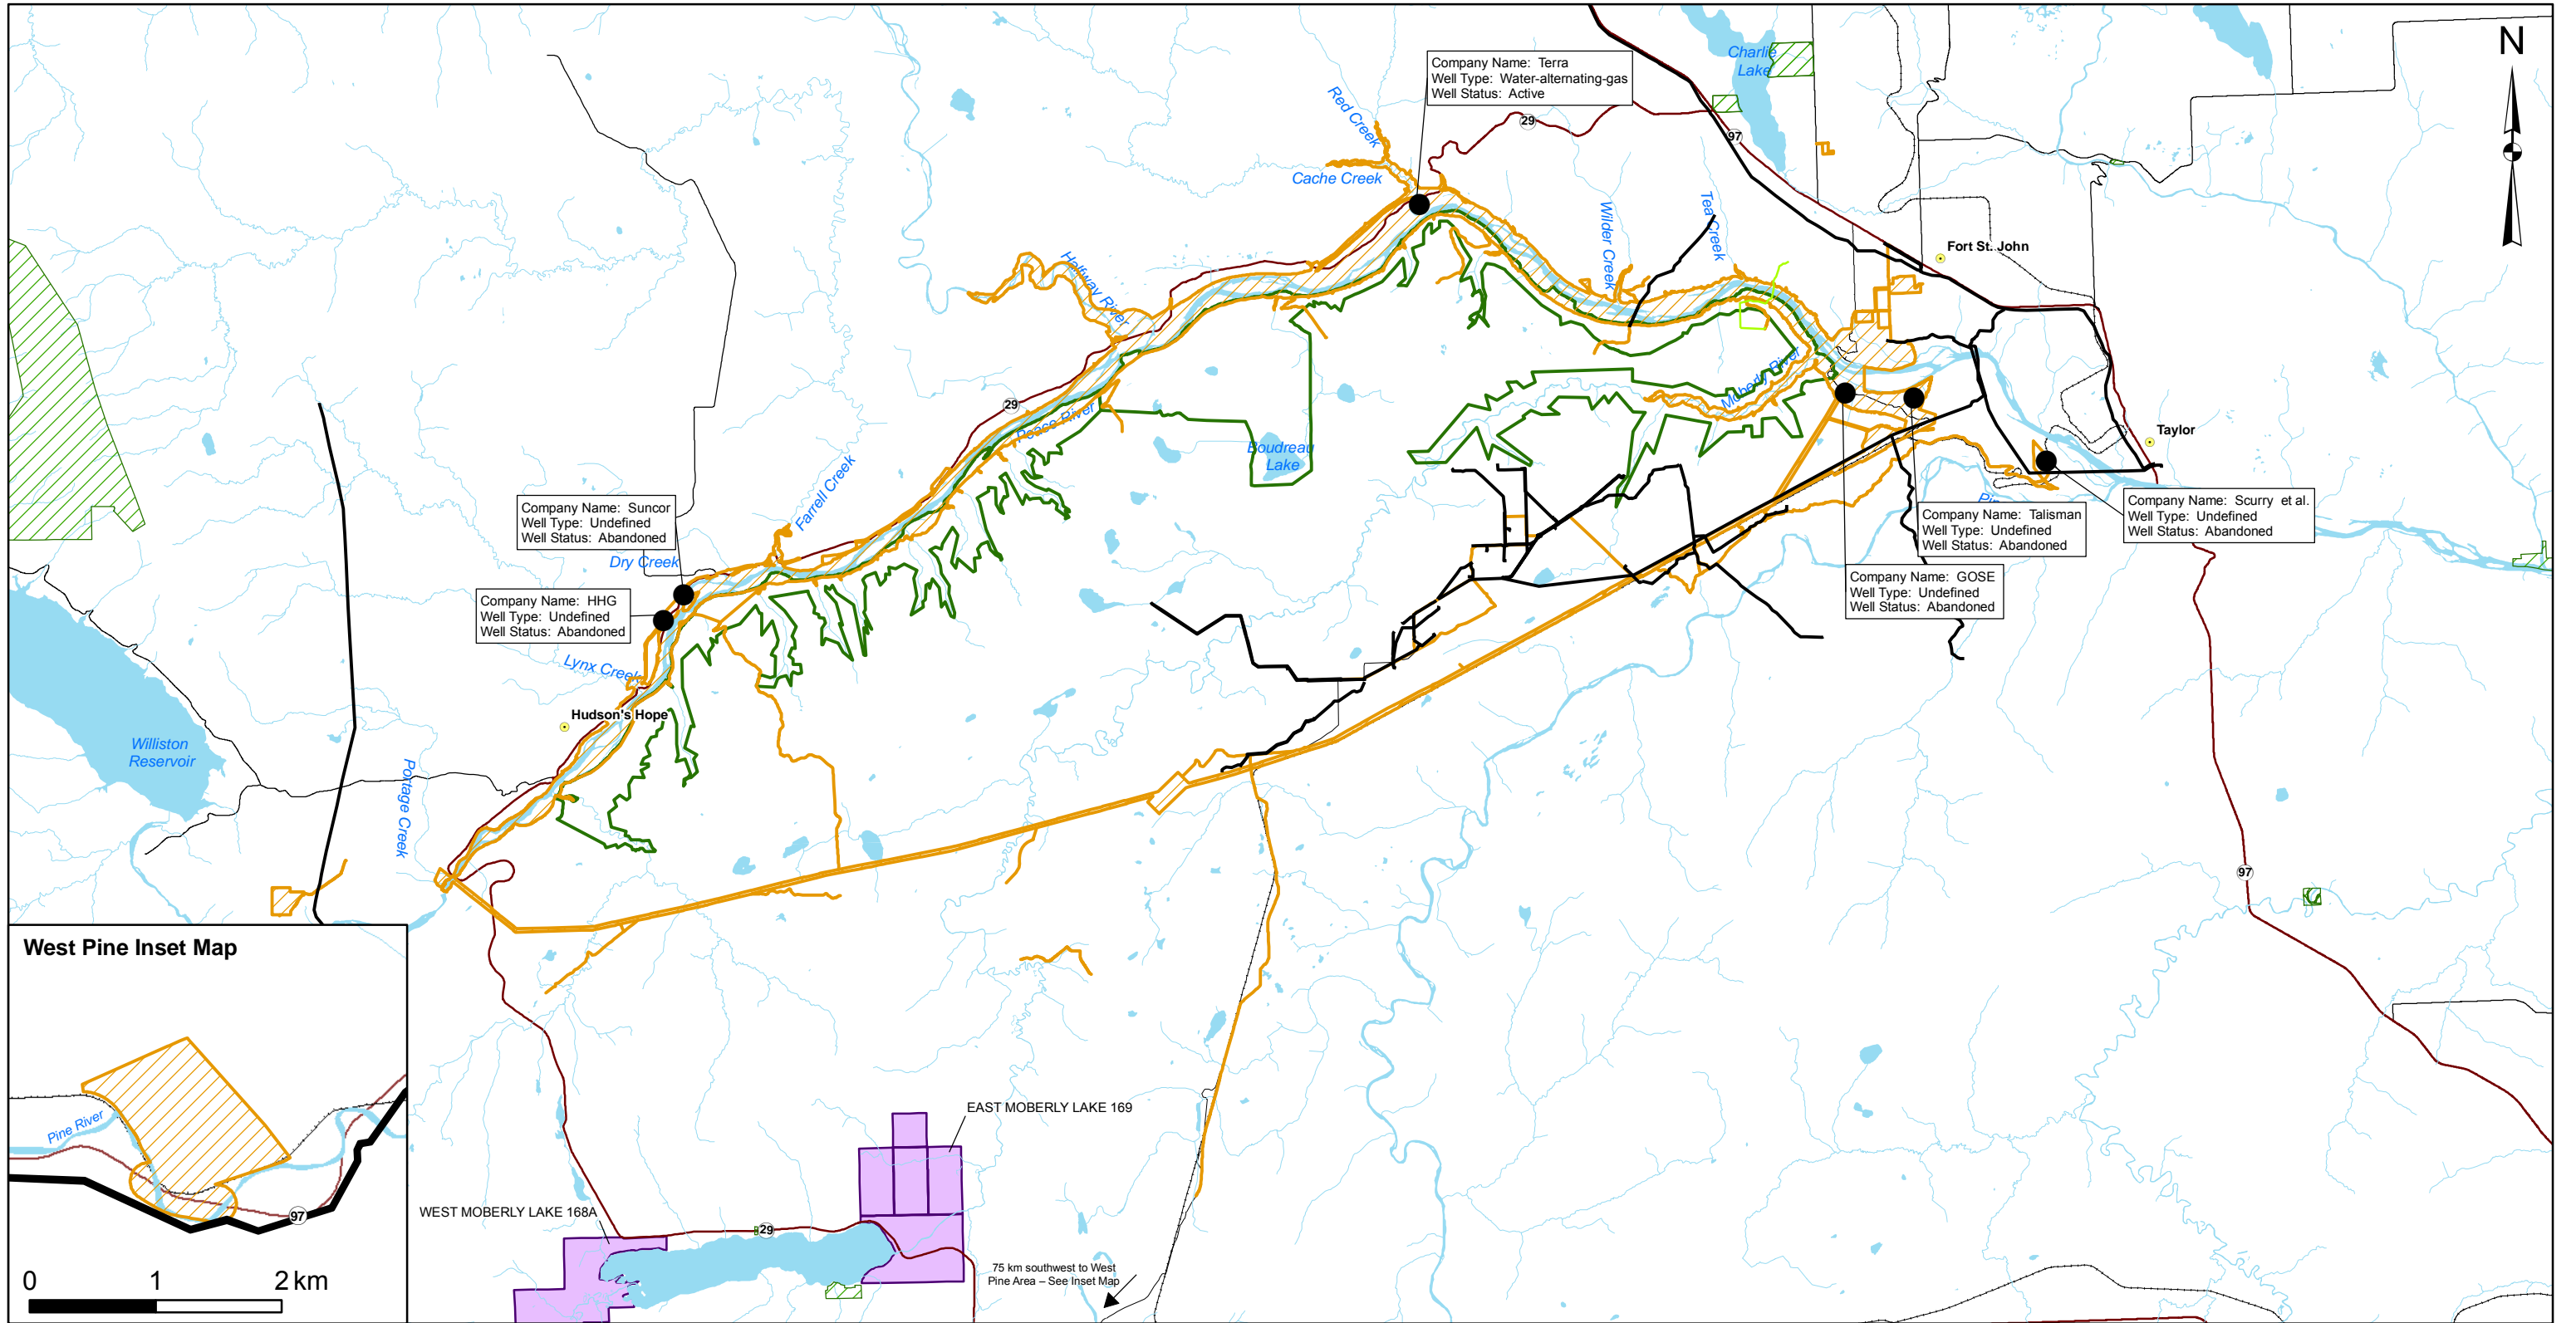 N
Charlie
Lake
Company Name: Terra
Well Type: Water-alternating-gas
Well Status: Active
29
97
Red Creek
Cache Creek
Wilder Creek
Tea Creek
Fort St. John
Halfway River
Moberly River
29
Peace River
Boudreau
Lake
Taylor
Farrell Creek
Company Name: Suncor
Well Type: Undefined
Well Status: Abandoned
Company Name: Talisman
Well Type: Undefined
Well Status: Abandoned
Company Name: Scurry et al.
Well Type: Undefined
Well Status: Abandoned
Dry Creek
Company Name: HHG
Well Type: Undefined
Well Status: Abandoned
Company Name: GOSE
Well Type: Undefined
Well Status: Abandoned
Lynx Creek
Hudson's Hope
Williston
Reservoir
Portage Creek
97
West Pine Inset Map
Pine River
97
0 1 2 km
EAST MOBERLY LAKE 169
WEST MOBERLY LAKE 168A
29
75 km southwest to West
Pine Area – See Inset Map